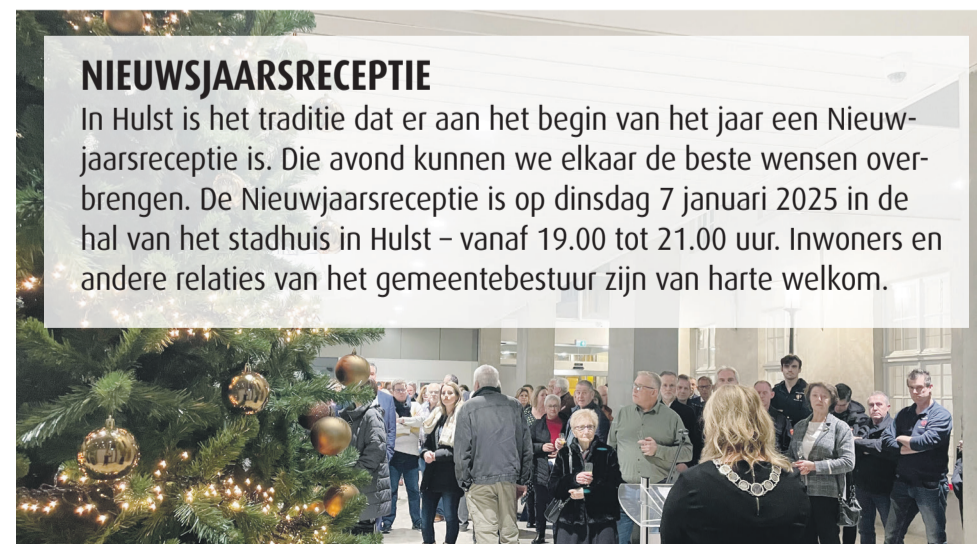 NIEUWSJAARSRECEPTIE
In Hulst is het traditie dat er aan het begin van het jaar een Nieuw-
jaarsreceptie is. Die avond kunnen we elkaar de beste wensen over-
brengen. De Nieuwjaarsreceptie is op dinsdag 7 januari 2025 in de
hal van het stadhuis in Hulst – vanaf 19.00 tot 21.00 uur. Inwoners en
andere relaties van het gemeentebestuur zijn van harte welkom.